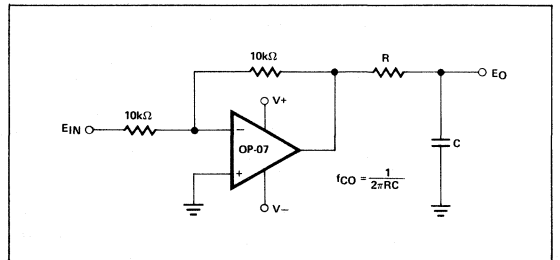 10kΩ
R
EO
V+
EIN
10kΩ
−
OP-07
+
C
fCO = 1/2πRC
V−